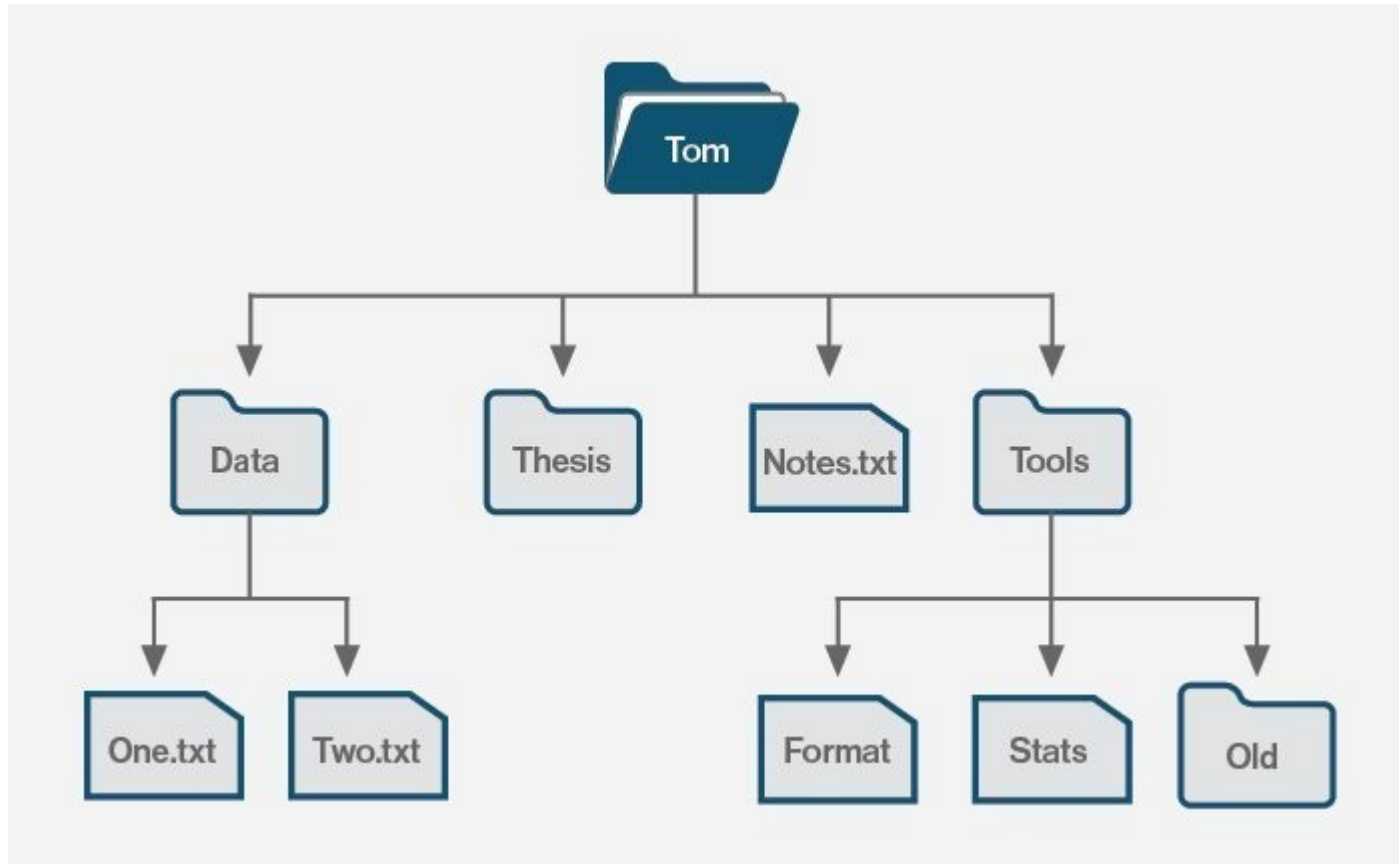 Tom
Data
Thesis
Notes.txt
Tools
One.txt
Two.txt
Format
Stats
Old